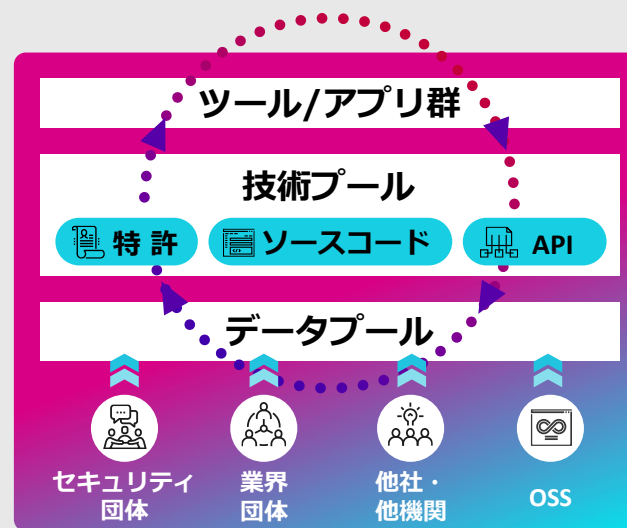 ツール/アプリ群
技術プール
特 許
ソースコード
API
データプール
セキュリティ
団体
業界
団体
他社・
他機関
OSS